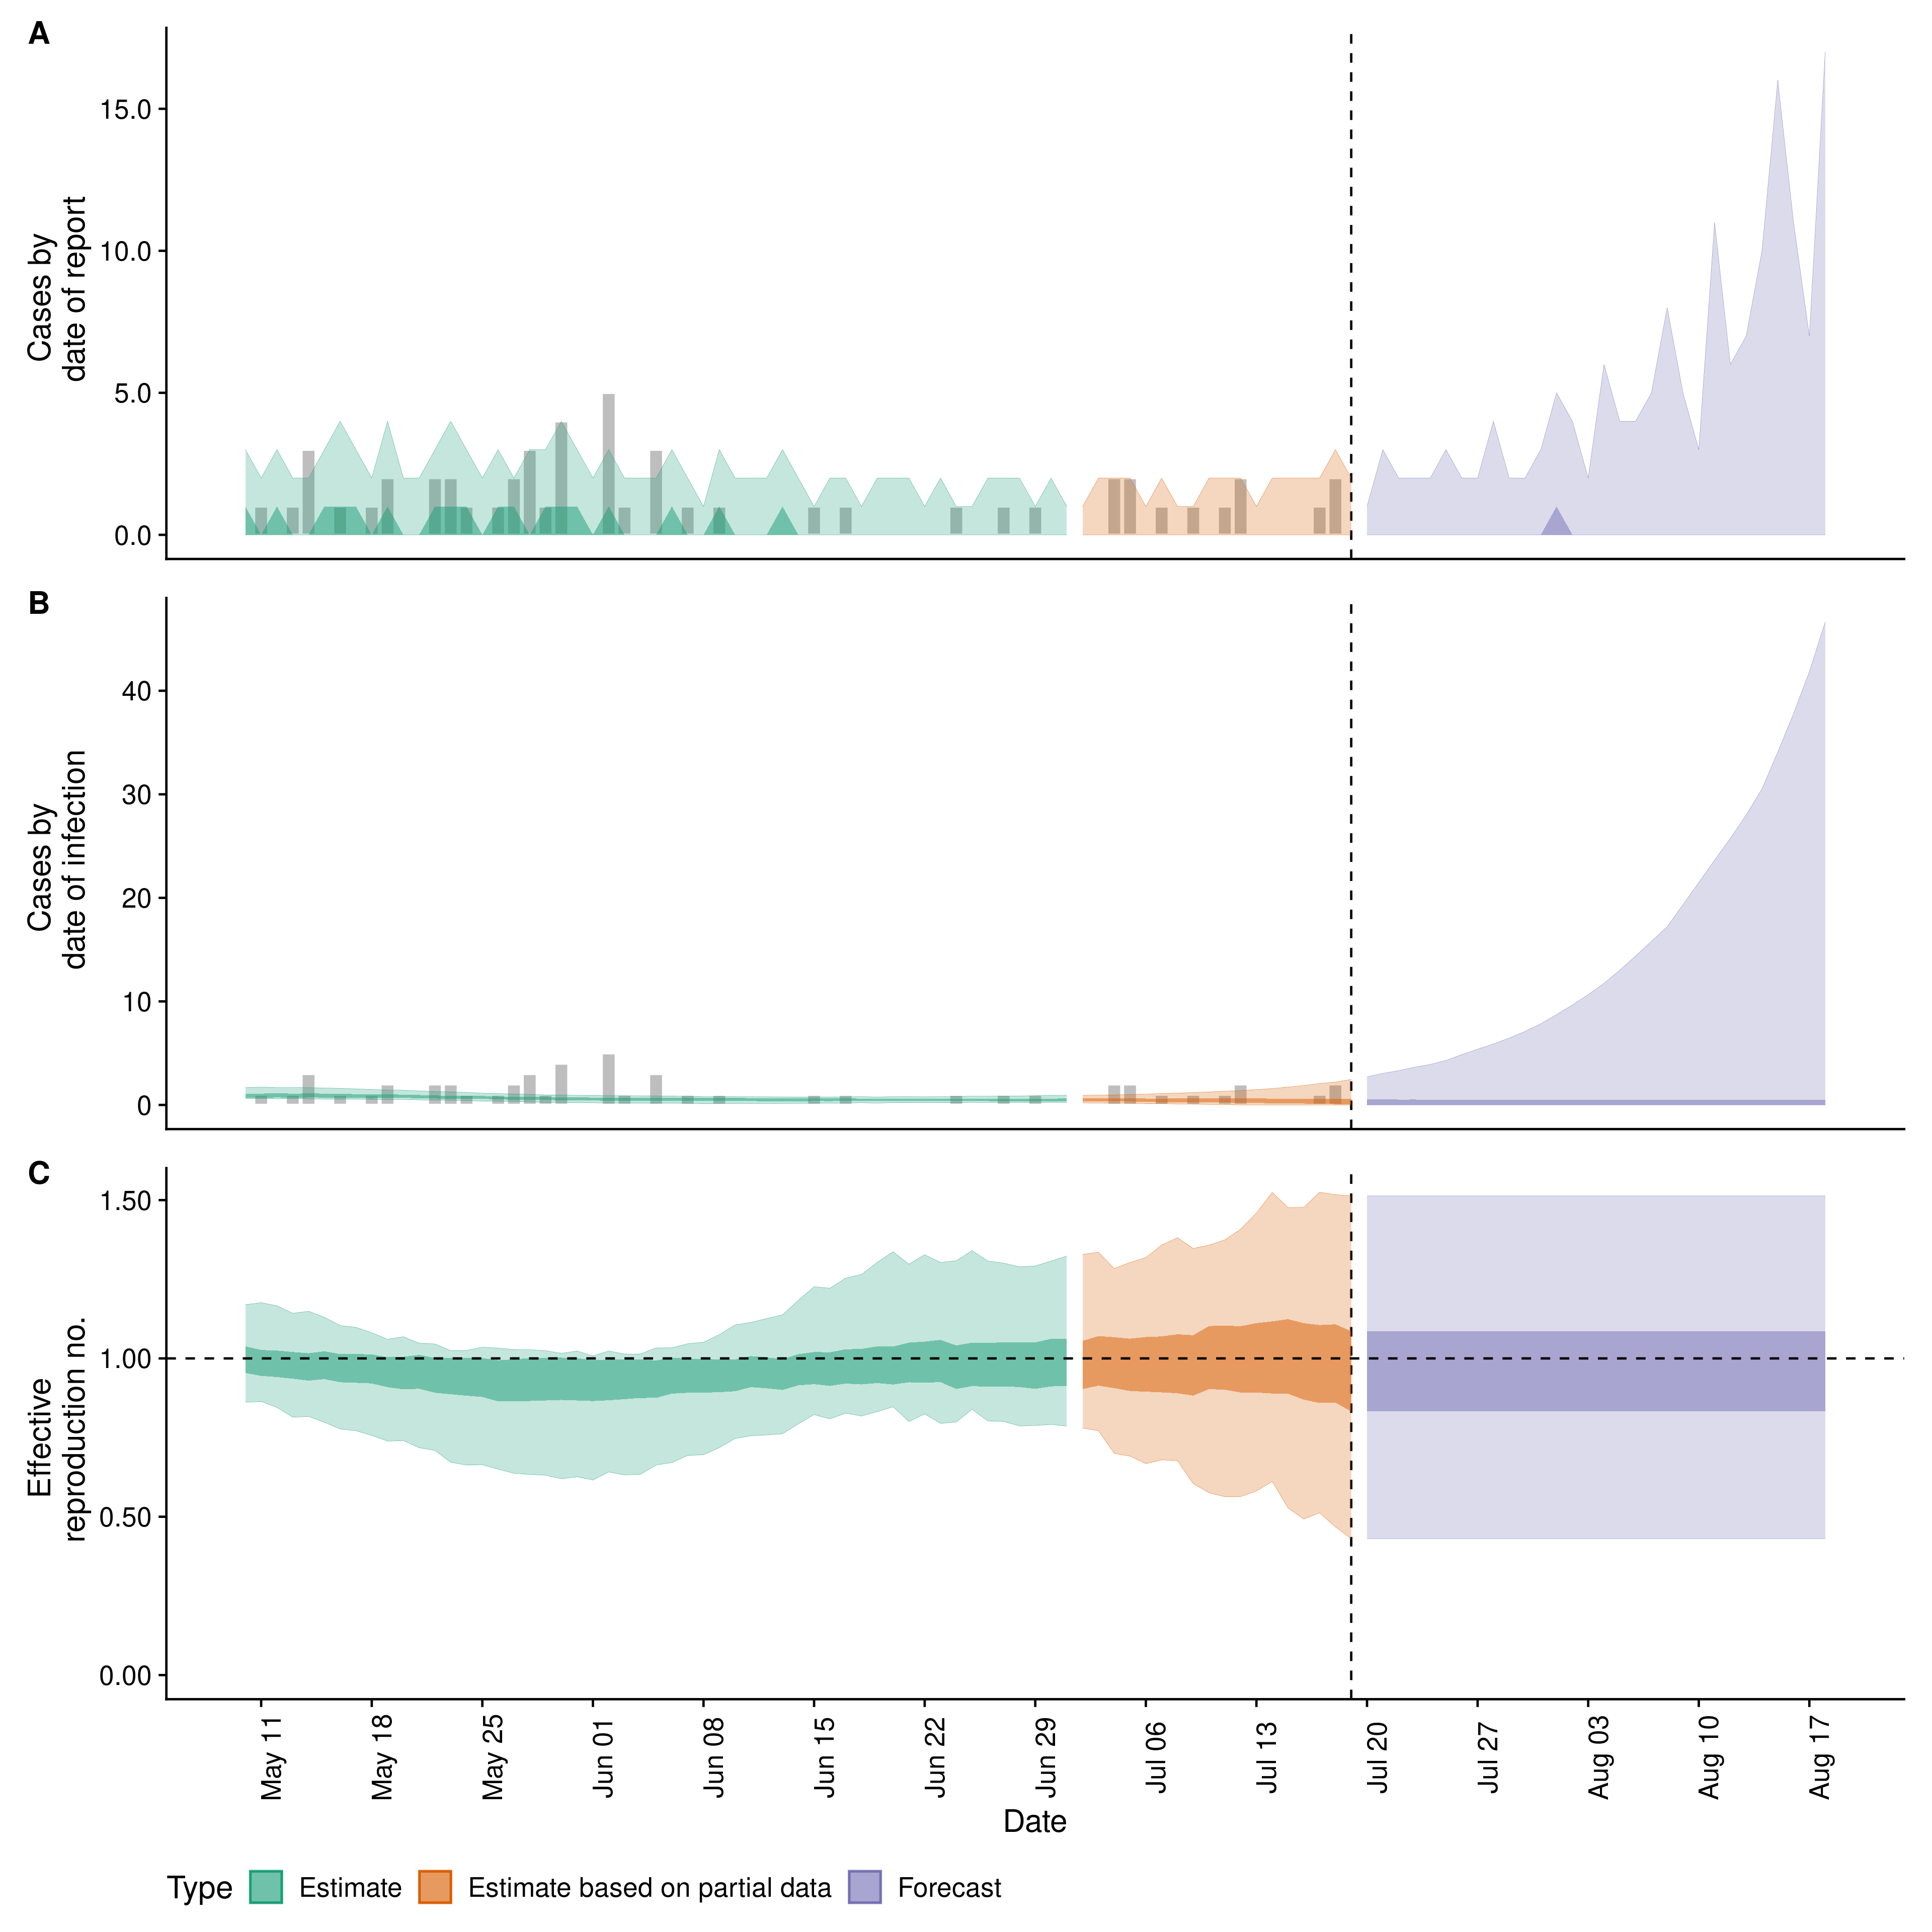 A
Cases by
date of report
15.0
10.0
5.0
0.0
B
Cases by
date of infection
40
30
20
10
0
C
Effective
reproduction no.
1.50
1.00
0.50
0.00
May 11
May 18
May 25
Jun 01
Jun 08
Jun 15
Jun 22
Jun 29
Jul 06
Jul 13
Jul 20
Jul 27
Aug 03
Aug 10
Aug 17
Date
Type Estimate Estimate based on partial data Forecast